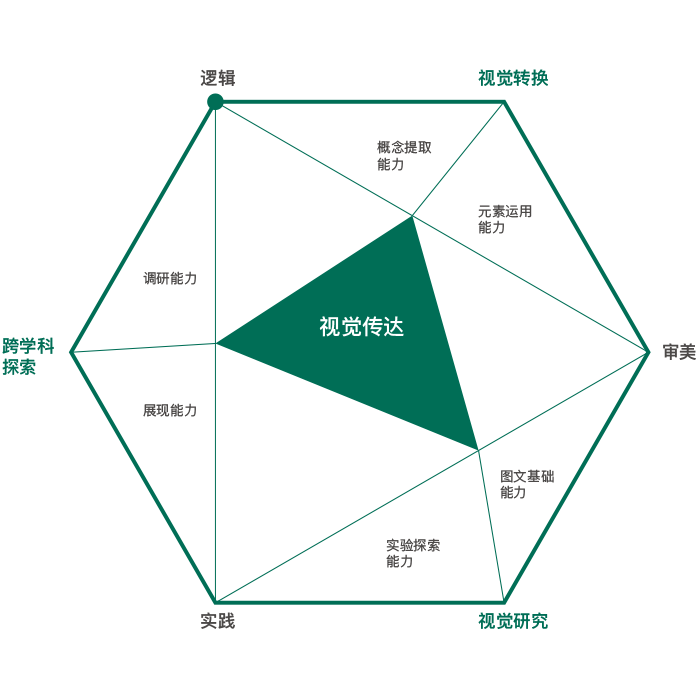 逻辑
视觉转换
概念提取
能力
元素运用
能力
调研能力
视觉传达
跨学科
探索
审美
展现能力
图文基础
能力
实验探索
能力
实践
视觉研究